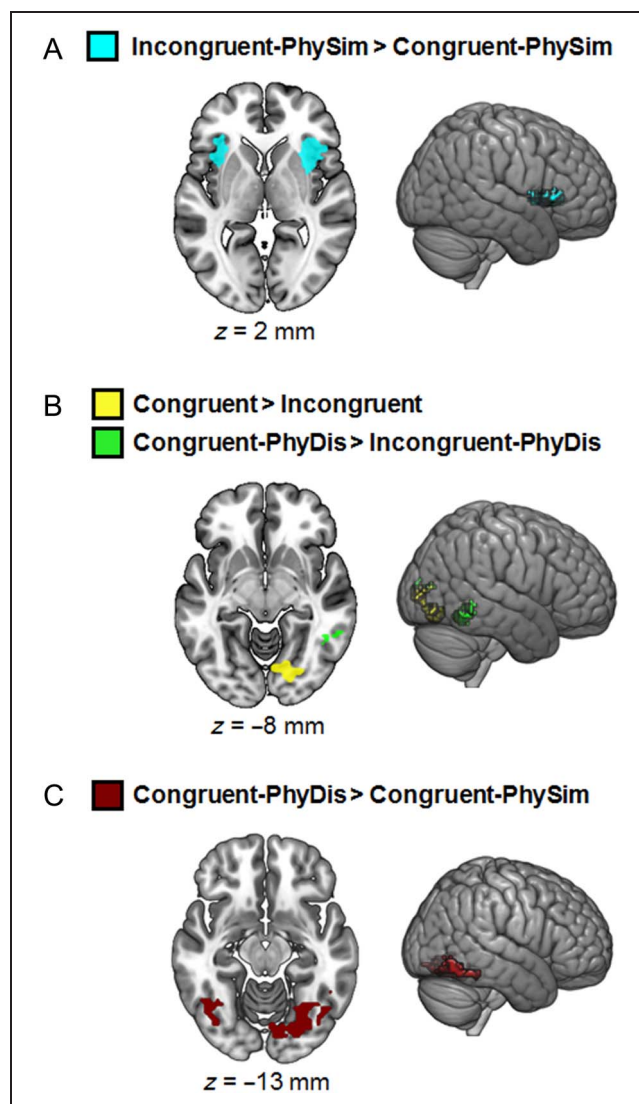 A Incongruent-PhySim > Congruent-PhySim
z = 2 mm
B Congruent > Incongruent
Congruent-PhyDis > Incongruent-PhyDis
z = –8 mm
C Congruent-PhyDis > Congruent-PhySim
z = –13 mm